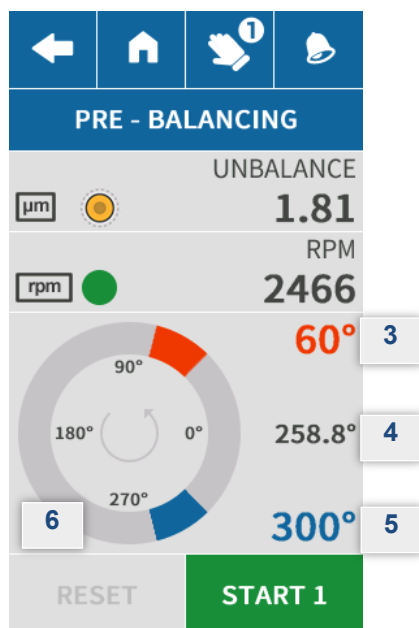 1
PRE - BALANCING
UNBALANCE
µm 1.81
RPM
rpm 2466
60° 3
90°
180° 0° 258.8° 4
270°
6 300° 5
RESET START 1